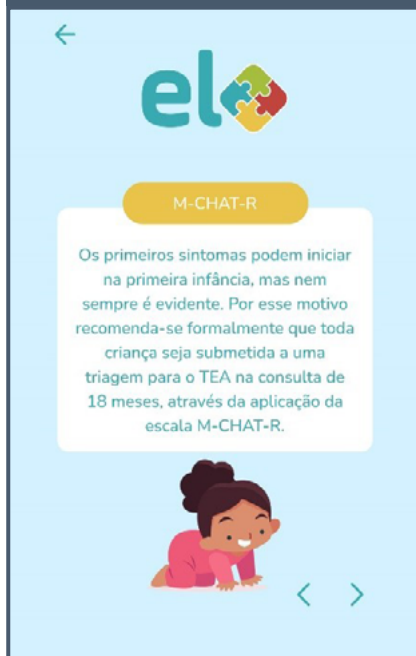 elo
M-CHAT-R
Os primeiros sintomas podem iniciar
na primeira infância, mas nem
sempre é evidente. Por esse motivo
recomenda-se formalmente que toda
criança seja submetida a uma
triagem para o TEA na consulta de
18 meses, através da aplicação da
escala M-CHAT-R.